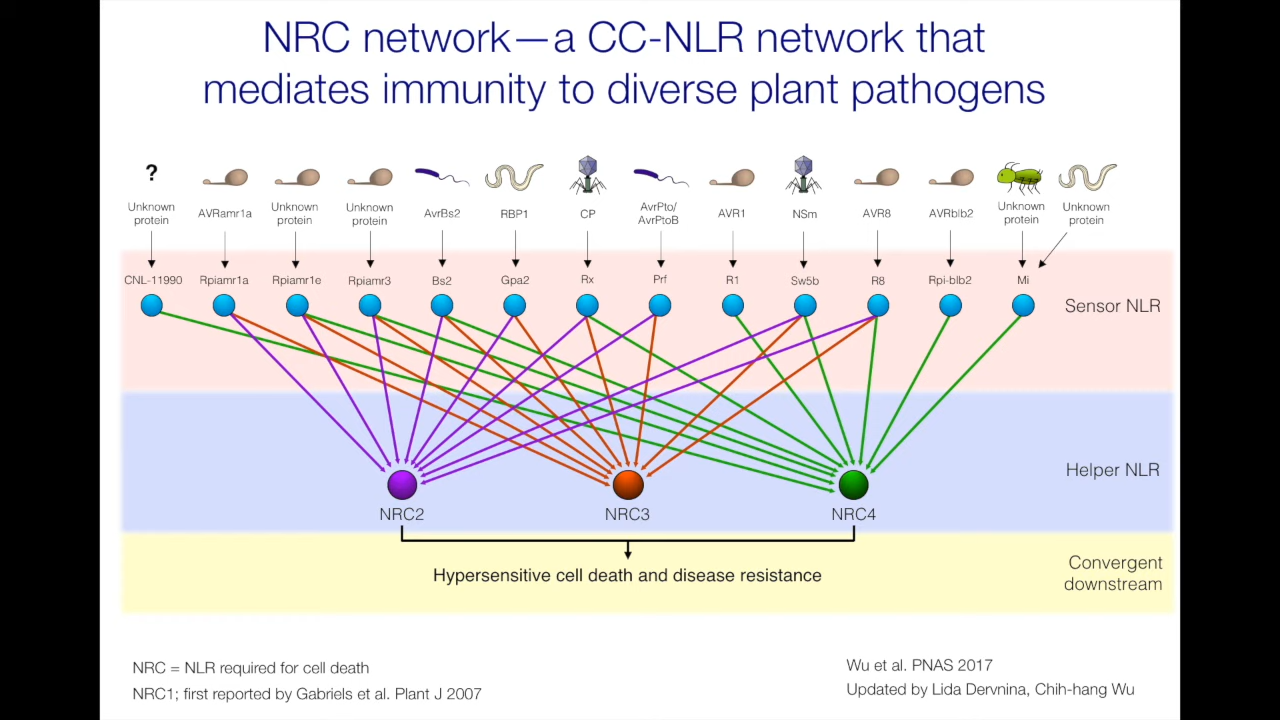 NRC network—a CC-NLR network that
mediates immunity to diverse plant pathogens
?
Unknown
protein
AVRamr1a
Unknown
protein
Unknown
protein
AvrBs2
RBP1
CP
AvrPto/
AvrPtoB
AVR1
NSm
AVR8
AVRblb2
Unknown
protein
Unknown
protein
CNL-11990
Rpiamr1a
Rpiamr1e
Rpiamr3
Bs2
Gpa2
Rx
Prf
R1
Sw5b
R8
Rpi-blb2
Mi
Sensor NLR
Helper NLR
NRC2
NRC3
NRC4
Convergent
downstream
Hypersensitive cell death and disease resistance
NRC = NLR required for cell death
NRC1; first reported by Gabriels et al. Plant J 2007
Wu et al. PNAS 2017
Updated by Lida Dervnina, Chih-hang Wu